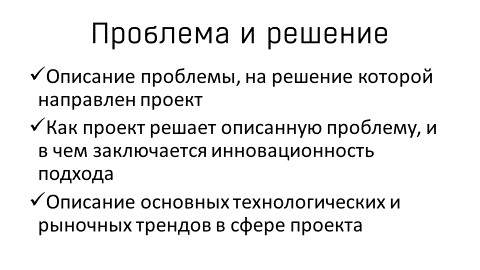 Проблема и решение
✓Описание проблемы, на решение которой
направлен проект
✓Как проект решает описанную проблему, и
в чем заключается инновационность
подхода
✓Описание основных технологических и
рыночных трендов в сфере проекта